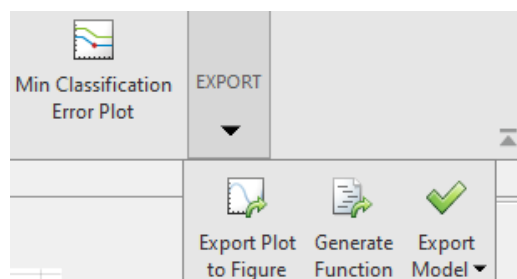 Min Classification
Error Plot
EXPORT
Export Plot
to Figure
Generate
Function
Export
Model